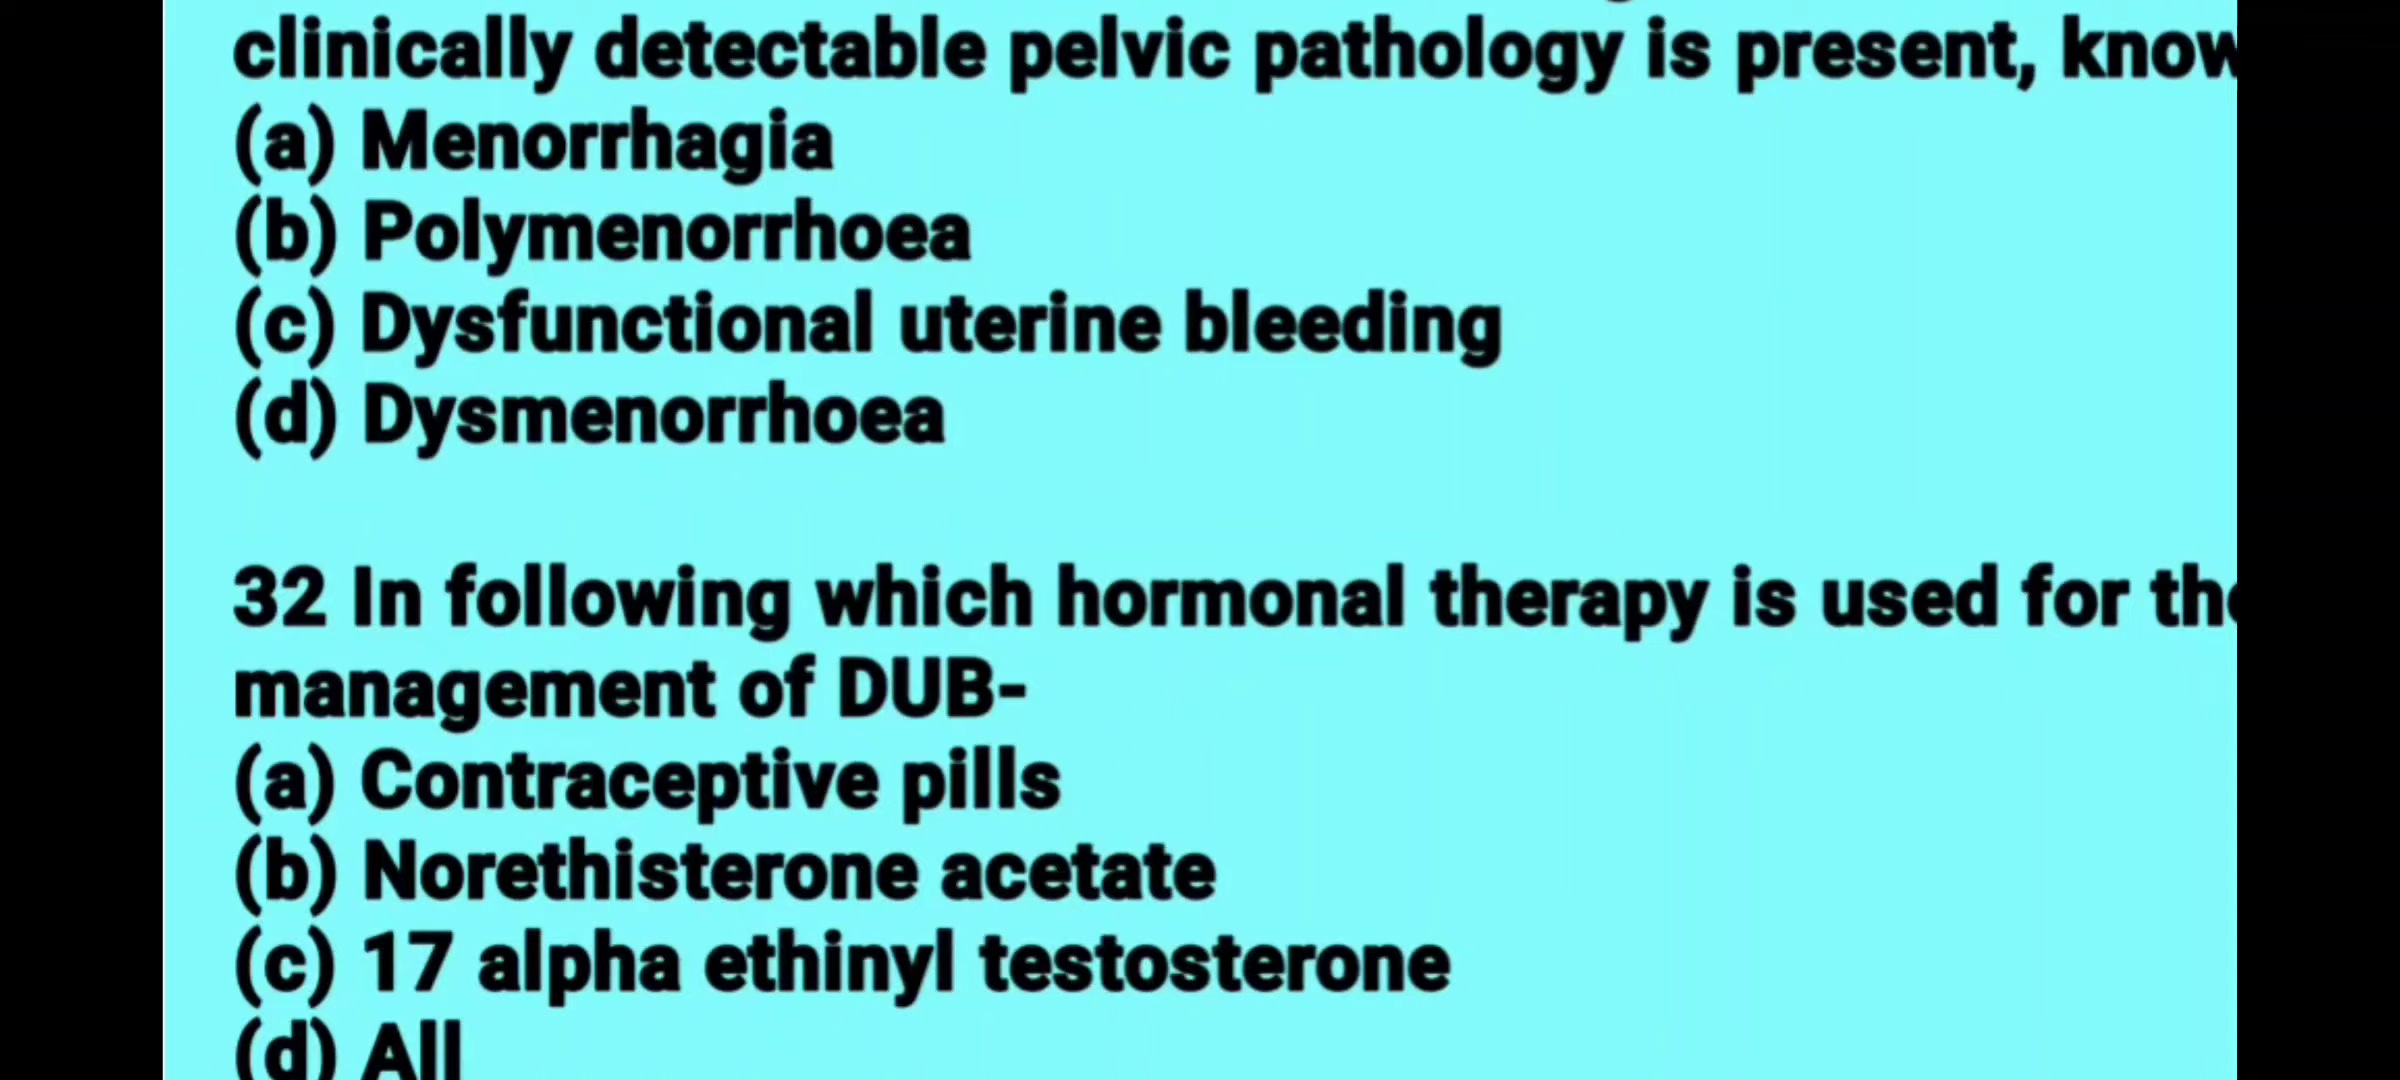 clinically detectable pelvic pathology is present, know
(a) Menorrhagia
(b) Polymenorrhoea
(c) Dysfunctional uterine bleeding
(d) Dysmenorrhoea
32 In following which hormonal therapy is used for the
management of DUB-
(a) Contraceptive pills
(b) Norethisterone acetate
(c) 17 alpha ethinyl testosterone
(d) All